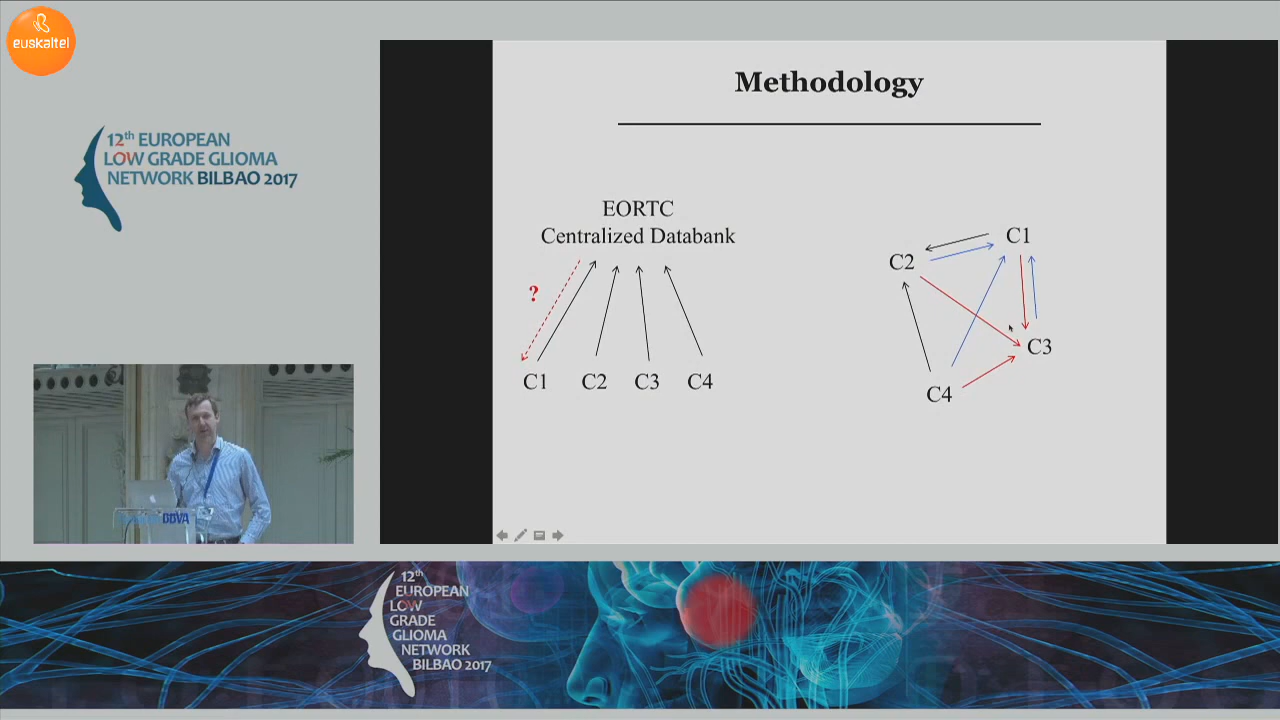 euskaltel
12th EUROPEAN
LOW GRADE GLIOMA
NETWORK BILBAO 2017
Methodology
EORTC
Centralized Databank
?
C1 C2 C3 C4
C1
C2
C3
C4
BBVA
12th
EUROPEAN
LOW
GRADE
GLIOMA
NETWORK
BILBAO 2017